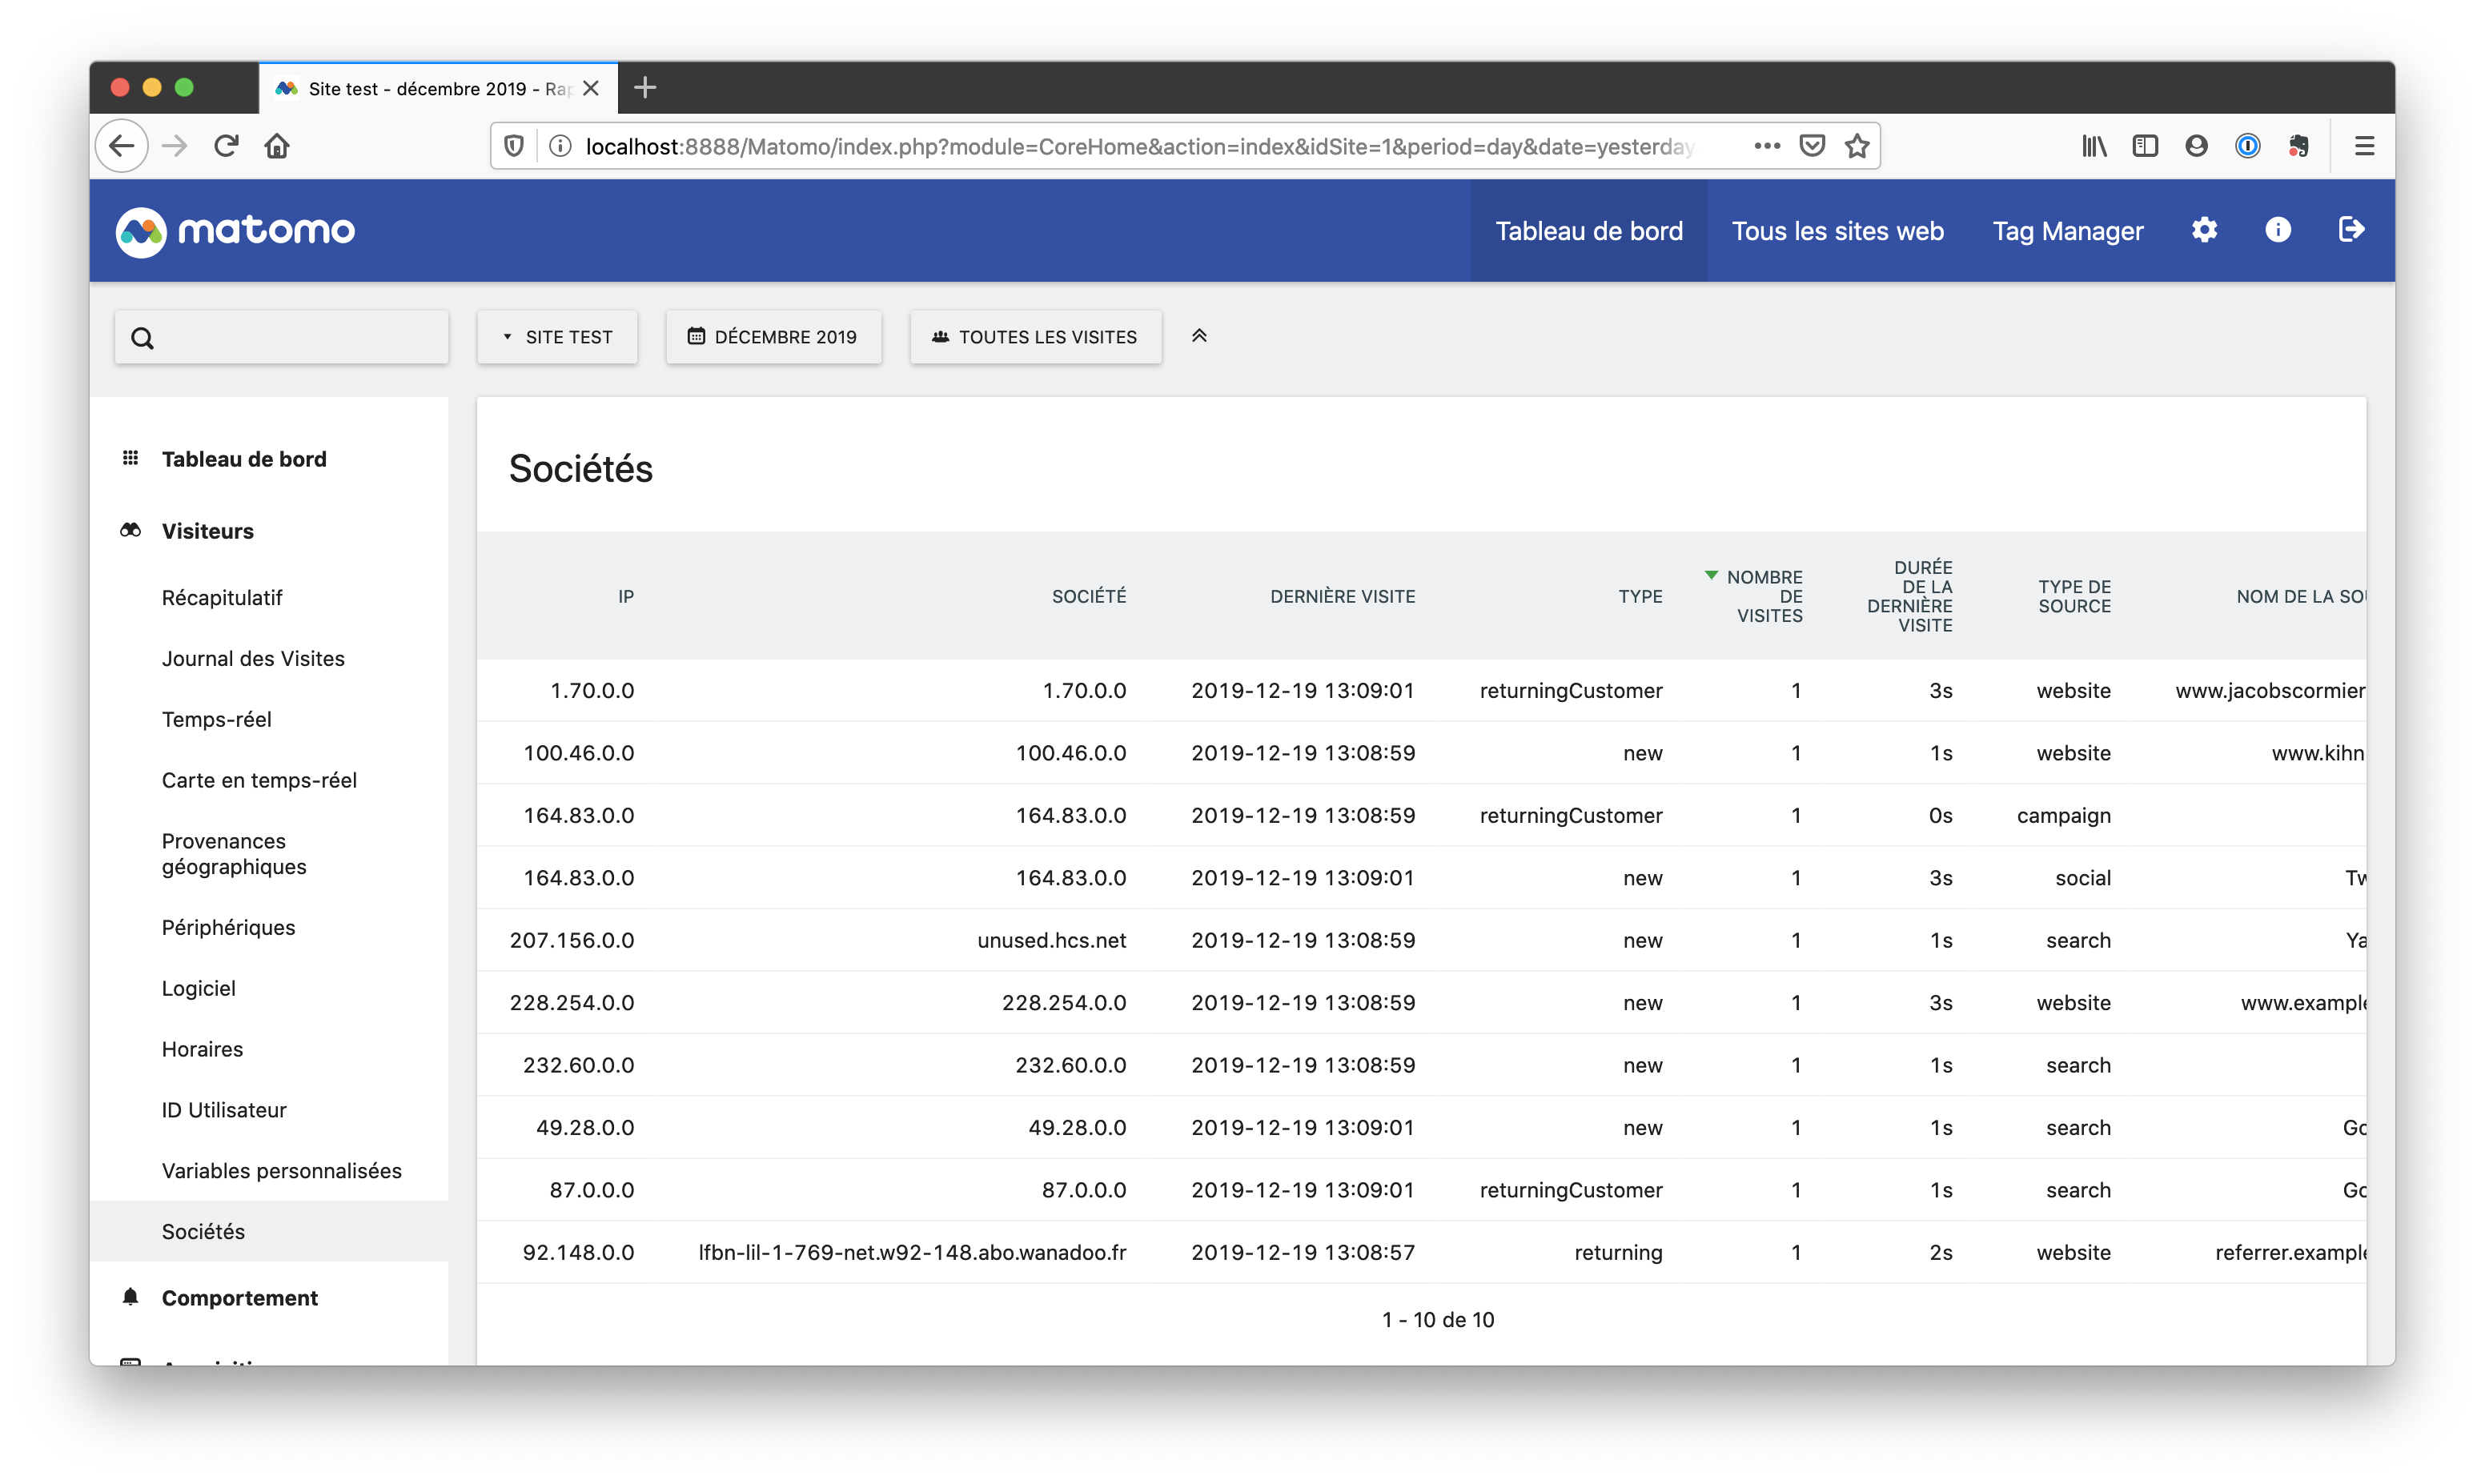 Site test - décembre 2019 - Rap
localhost:8888/Matomo/index.php?module=CoreHome&action=index&idSite=1&period=day&date=yesterday
matomo
Tableau de bord
Tous les sites web
Tag Manager
SITE TEST
DÉCEMBRE 2019
TOUTES LES VISITES
Tableau de bord
Visiteurs
Récapitulatif
Journal des Visites
Temps-réel
Carte en temps-réel
Provenances
géographiques
Périphériques
Logiciel
Horaires
ID Utilisateur
Variables personnalisées
Sociétés
Comportement
Sociétés
IP SOCIÉTÉ DERNIÈRE VISITE TYPE NOMBRE DE VISITES DURÉE DE LA DERNIÈRE VISITE TYPE DE SOURCE NOM DE LA SOU
1.70.0.0 1.70.0.0 2019-12-19 13:09:01 returningCustomer 1 3s website www.jacobscormier
100.46.0.0 100.46.0.0 2019-12-19 13:08:59 new 1 1s website www.kihn
164.83.0.0 164.83.0.0 2019-12-19 13:08:59 returningCustomer 1 0s campaign
164.83.0.0 164.83.0.0 2019-12-19 13:09:01 new 1 3s social Tw
207.156.0.0 unused.hcs.net 2019-12-19 13:08:59 new 1 1s search Ya
228.254.0.0 228.254.0.0 2019-12-19 13:08:59 new 1 3s website www.example
232.60.0.0 232.60.0.0 2019-12-19 13:08:59 new 1 1s search
49.28.0.0 49.28.0.0 2019-12-19 13:09:01 new 1 1s search Go
87.0.0.0 87.0.0.0 2019-12-19 13:09:01 returningCustomer 1 1s search Go
92.148.0.0 lfbn-lil-1-769-net.w92-148.abo.wanadoo.fr 2019-12-19 13:08:57 returning 1 2s website referrer.example
1 - 10 de 10